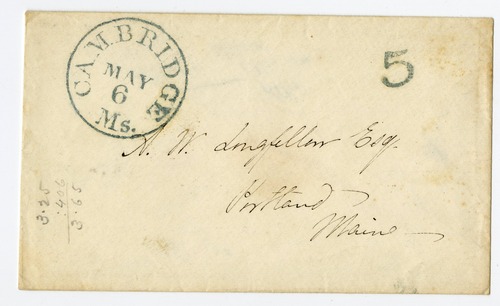 CAMBRIDGE
MAY
6
Ms.
5
A. W. Longfellow Esq.
Portland
Maine
3.25
.40
3.65